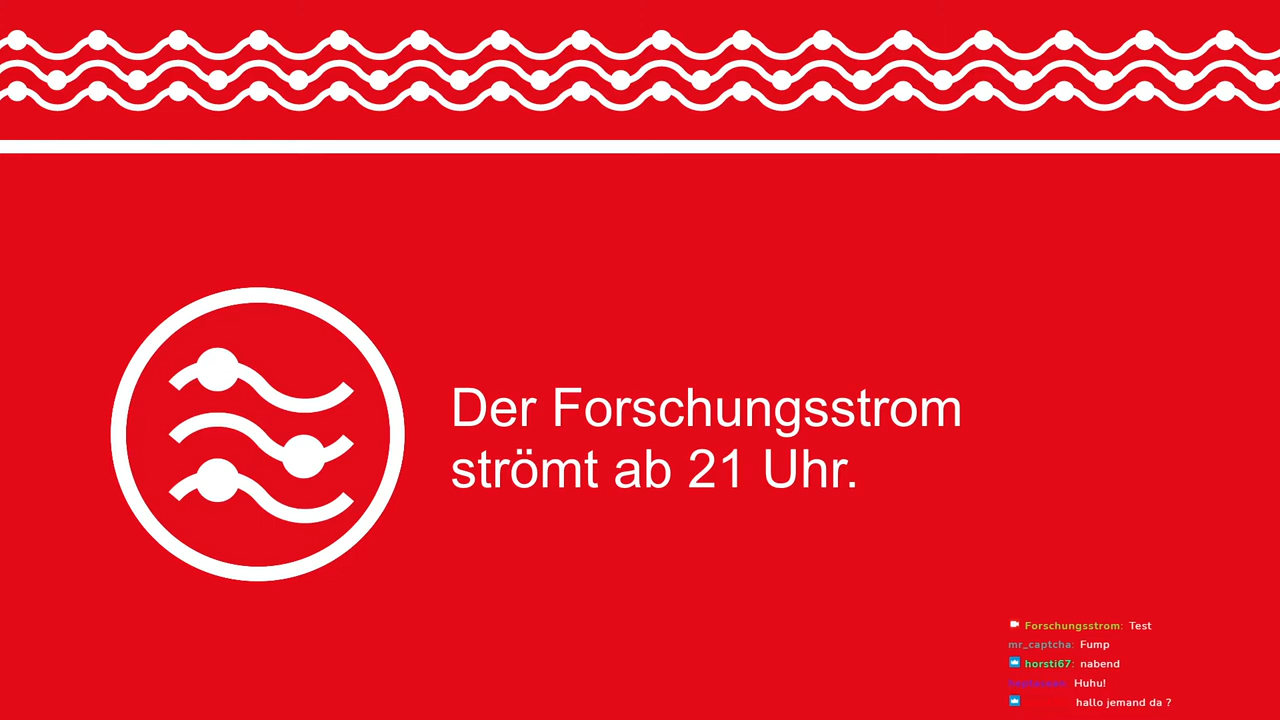 Der Forschungsstrom
strömt ab 21 Uhr.
Forschungsstrom: Test
mr_captcha: Fump
horsti67: nabend
Huhu!
hallo jemand da ?